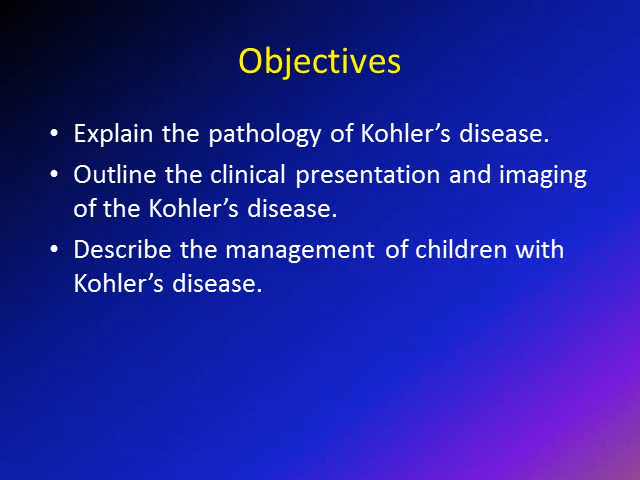 Objectives
• Explain the pathology of Kohler’s disease.
• Outline the clinical presentation and imaging
of the Kohler’s disease.
• Describe the management of children with
Kohler’s disease.